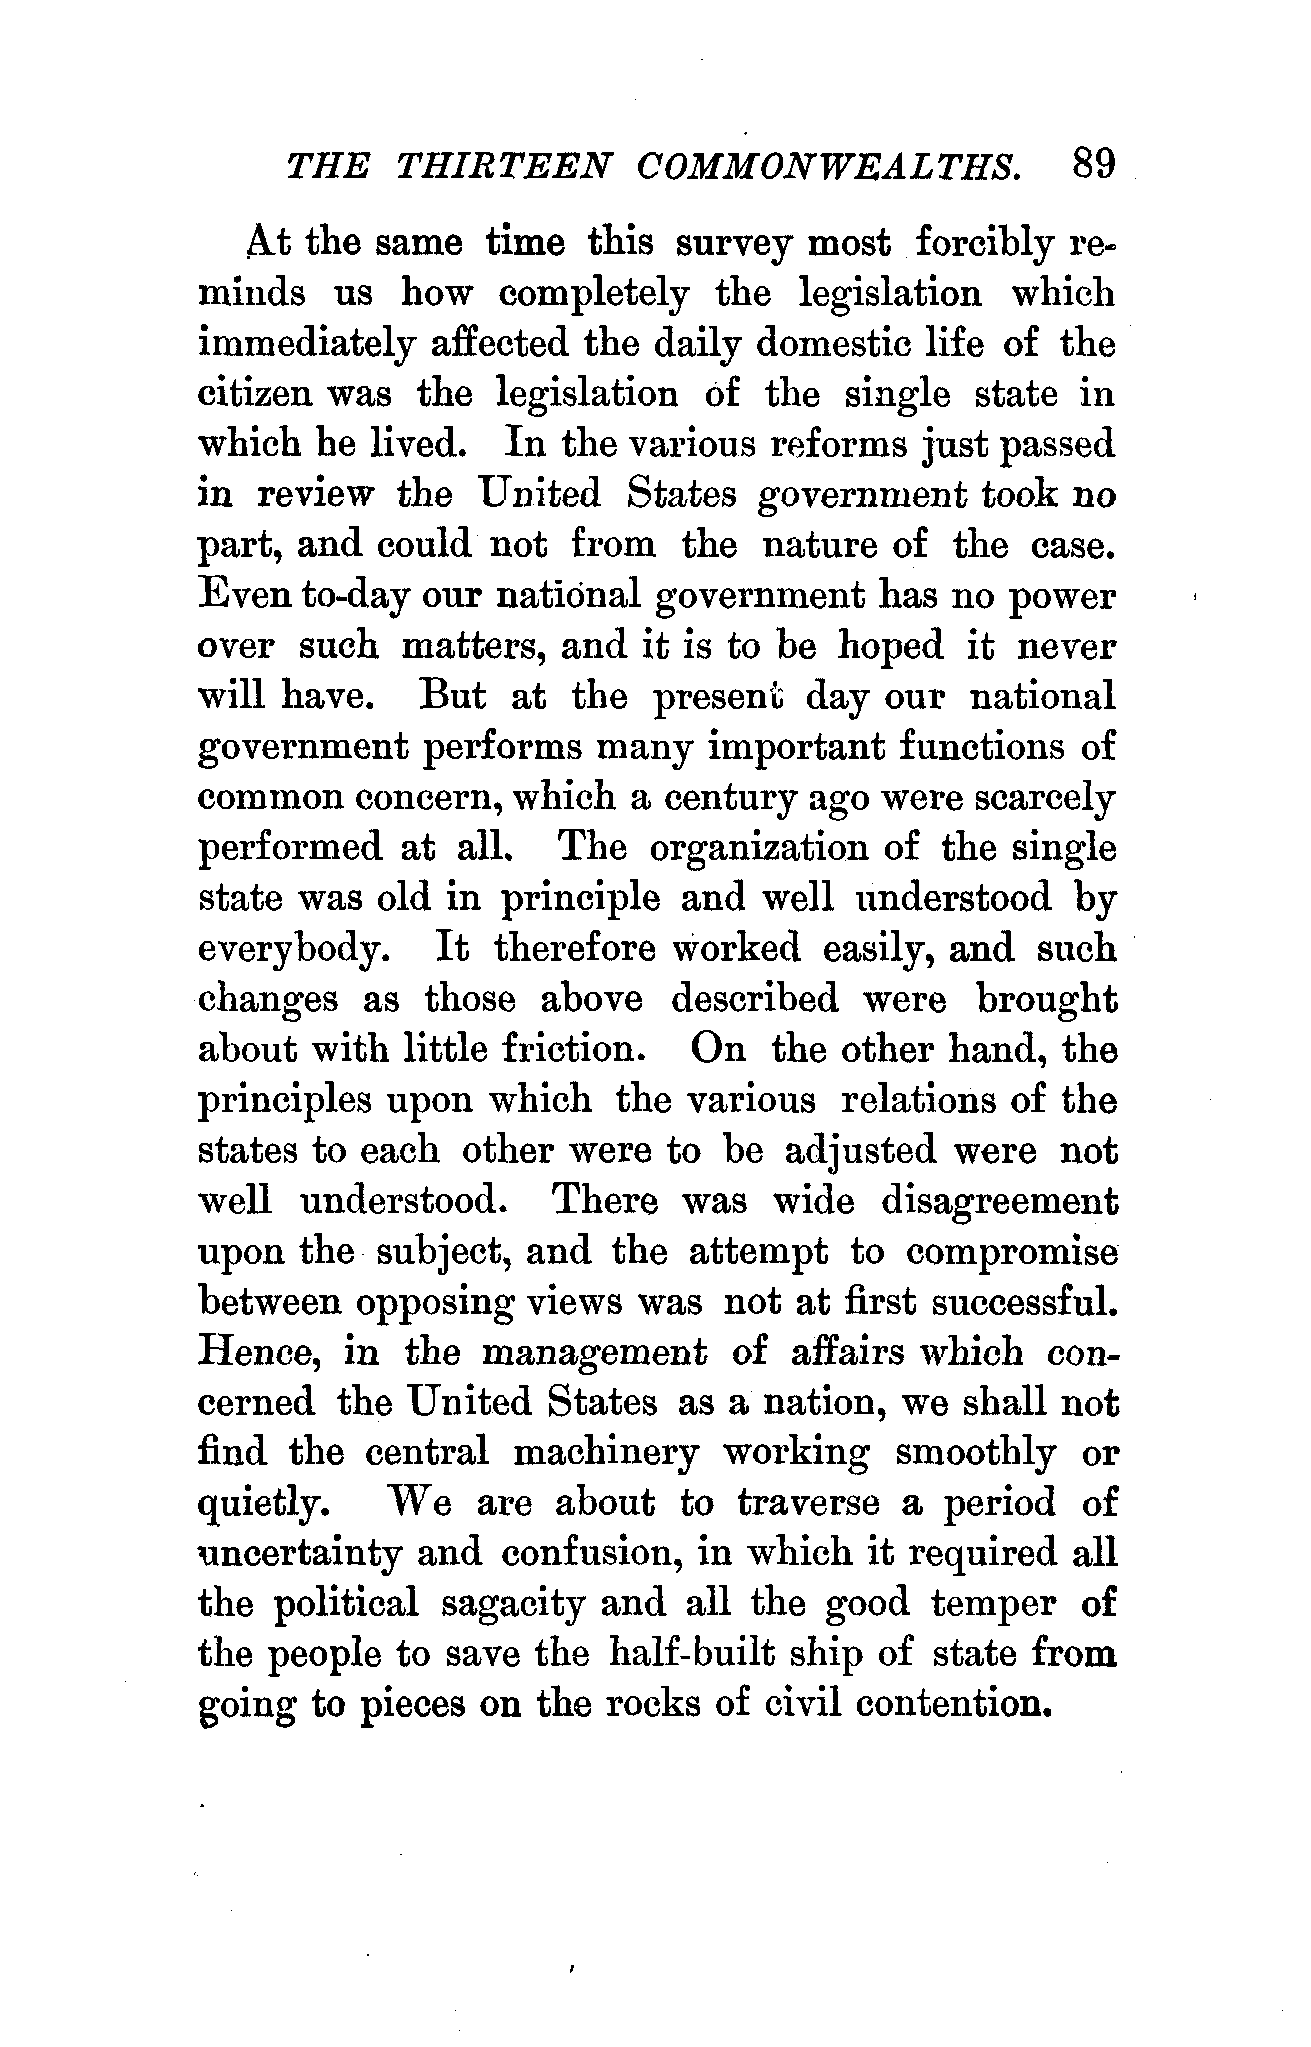 THE THIRTEEN COMMONWEALTHS. 89
At the same time this survey most forcibly re-
minds us how completely the legislation which
immediately affected the daily domestic life of the
citizen was the legislation of the single state in
which he lived. In the various reforms just passed
in review the United States government took no
part, and could not from the nature of the case.
Even to-day our national government has no power
over such matters, and it is to be hoped it never
will have. But at the present day our national
government performs many important functions of
common concern, which a century ago were scarcely
performed at all. The organization of the single
state was old in principle and well understood by
everybody. It therefore worked easily, and such
changes as those above described were brought
about with little friction. On the other hand, the
principles upon which the various relations of the
states to each other were to be adjusted were not
well understood. There was wide disagreement
upon the subject, and the attempt to compromise
between opposing views was not at first successful.
Hence, in the management of affairs which con-
cerned the United States as a nation, we shall not
find the central machinery working smoothly or
quietly. We are about to traverse a period of
uncertainty and confusion, in which it required all
the political sagacity and all the good temper of
the people to save the half-built ship of state from
going to pieces on the rocks of civil contention.